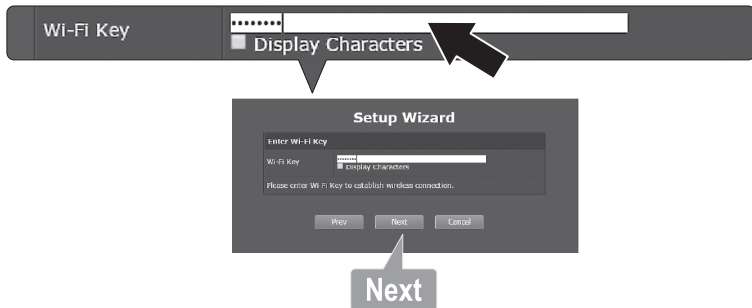 Wi-Fi Key
••••••••
Display Characters
Setup Wizard
Enter Wi-Fi Key
Wi-Fi Key
••••••••
Display Characters
Please enter Wi-Fi Key to establish wireless connection.
Prev Next Cancel
Next